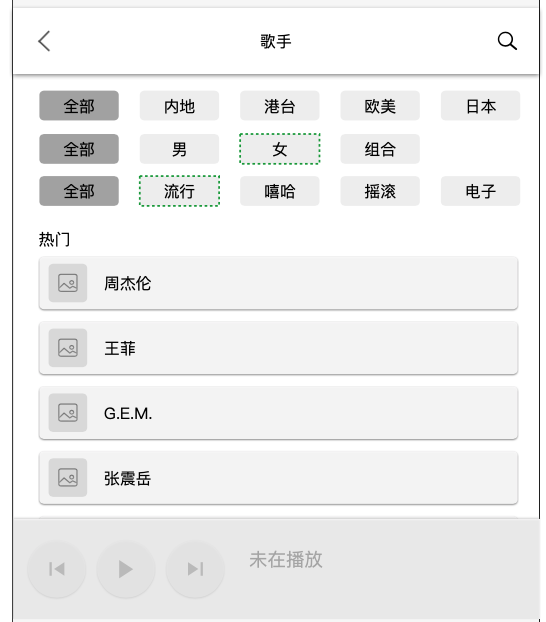 歌手
全部 内地 港台 欧美 日本
全部 男 女 组合
全部 流行 嘻哈 摇滚 电子
热门
周杰伦
王菲
G.E.M.
张震岳
未在播放